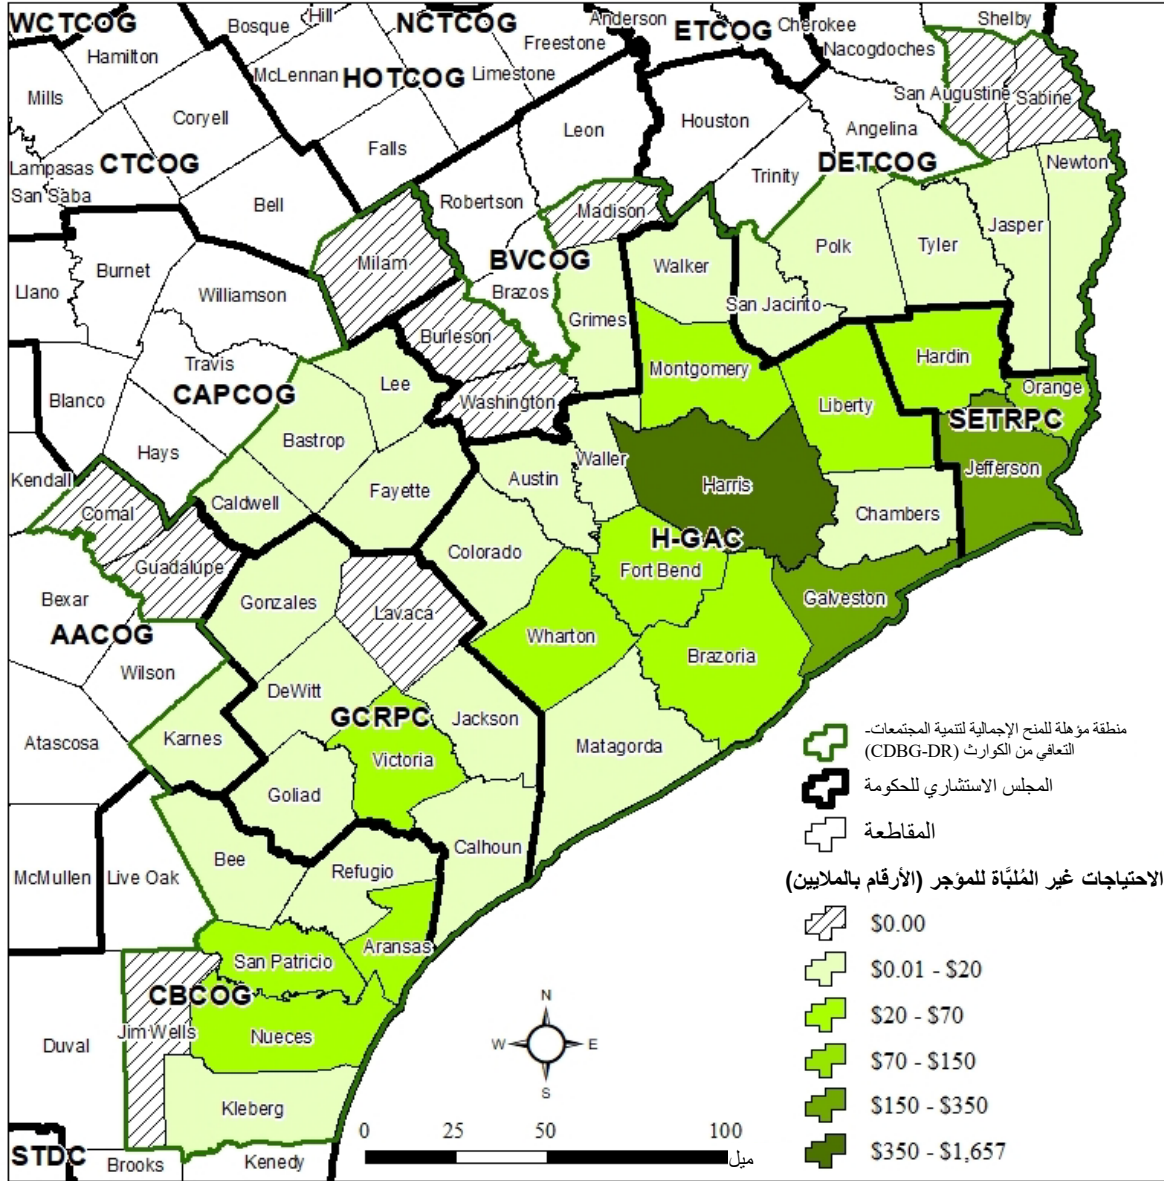 WCTCOG
Hill
Bosque
NCTCOG
Anderson
Cherokee
Shelby
ETCOG
Freestone
Nacogdoches
Hamilton
McLennan
HOTCOG
Limestone
Mills
San Augustine
Sabine
Coryell
Leon
Houston
Angelina
Falls
Lampasas
CTCOG
DETCOG
Newton
San Saba
Bell
Robertson
Trinity
Madison
Jasper
Polk
Tyler
Burnet
Milam
BVCOG
Walker
Llano
Williamson
Brazos
San Jacinto
Grimes
Burleson
Travis
Hardin
Montgomery
CAPCOG
Lee
Orange
Blanco
Washington
Liberty
SETRPC
Bastrop
Hays
Waller
Jefferson
Kendall
Austin
Harris
Fayette
Caldwell
Comal
Chambers
H-GAC
Colorado
Guadalupe
Fort Bend
Bexar
Gonzales
Lavaca
Galveston
AACOG
Wharton
Brazoria
Wilson
DeWitt
GCRPC
Jackson
Karnes
Atascosa
Matagorda
Victoria
Goliad
Calhoun
Bee
Refugio
McMullen
Live Oak
Aransas
San Patricio
CBCOG
Jim Wells
Nueces
Duval
Kleberg
STDC
Brooks
Kenedy
منطقة مؤهلة للمنح الإجمالية لتنمية المجتمعات-
التعافي من الكوارث (CDBG-DR)
المجلس الاستشاري للحكومة
المقاطعة
الاحتياجات غير المُلبَّاة للمؤجر (الأرقام بالملايين)
$0.00
$0.01 - $20
$20 - $70
$70 - $150
$150 - $350
$350 - $1,657
N
W E
S
0 25 50 100
ميل